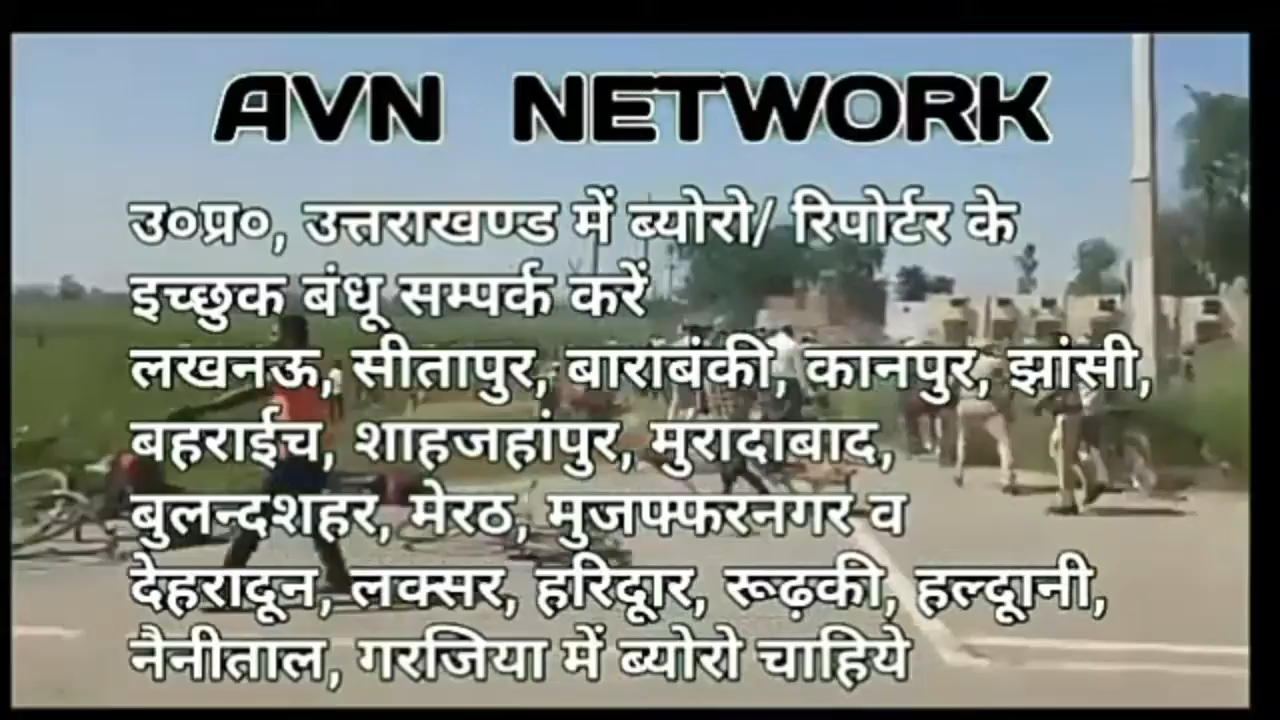 AVN NETWORK
उ०प्र०, उत्तराखण्ड में ब्योरो/ रिपोर्टर के
इच्छुक बंधू सम्पर्क करें
लखनऊ, सीतापुर, बाराबंकी, कानपुर, झांसी,
बहराईच, शाहजहांपुर, मुरादाबाद,
बुलन्दशहर, मेरठ, मुजफ्फरनगर व
देहरादून, लक्सर, हरिद्वार, रूढ़की, हल्द्वानी,
नैनीताल, गरजिया में ब्योरो चाहिये